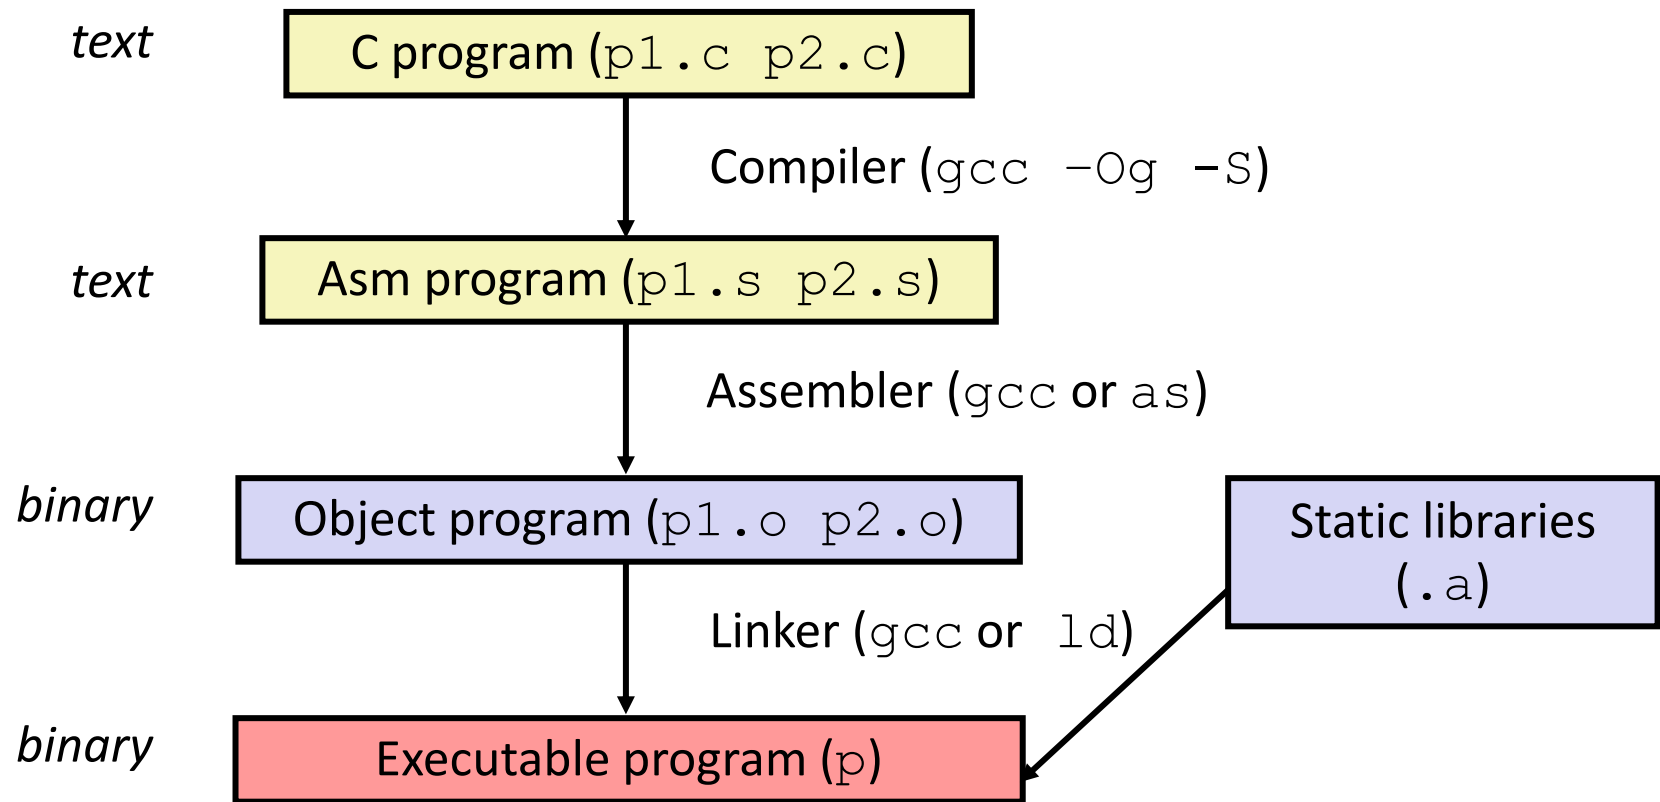 text
C program (p1.c p2.c)
Compiler (gcc –Og -S)
text
Asm program (p1.s p2.s)
Assembler (gcc or as)
binary
Object program (p1.o p2.o)
Static libraries
(.a)
Linker (gcc or ld)
binary
Executable program (p)